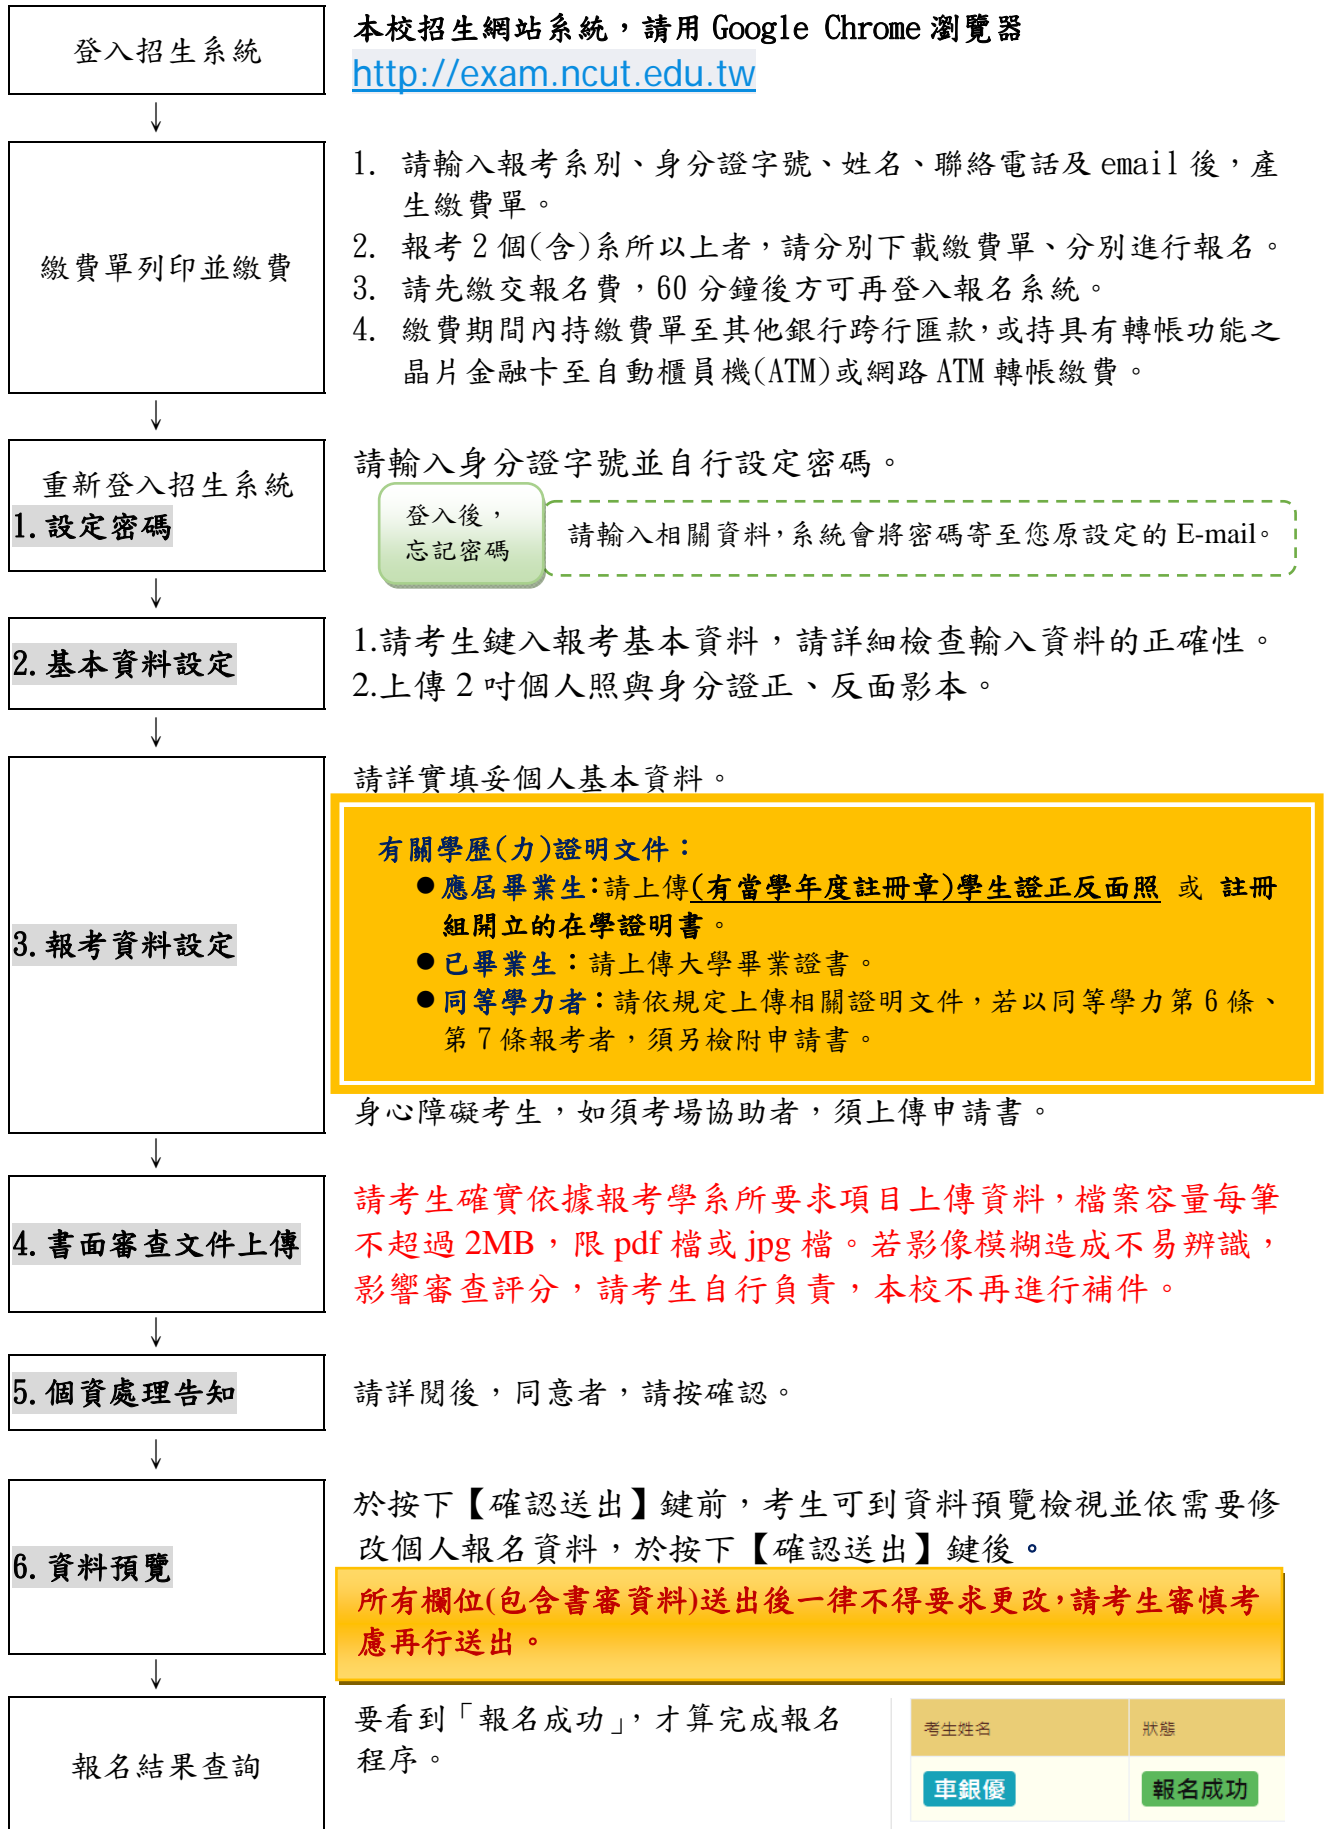 登入招生系統
本校招生網站系統，請用 Google Chrome 瀏覽器
http://exam.ncut.edu.tw
↓
繳費單列印並繳費
1. 請輸入報考系別、身分證字號、姓名、聯絡電話及 email 後，產
生繳費單。
2. 報考 2 個(含)系所以上者，請分別下載繳費單、分別進行報名。
3. 請先繳交報名費，60 分鐘後方可再登入報名系統。
4. 繳費期間內持繳費單至其他銀行跨行匯款，或持具有轉帳功能之
晶片金融卡至自動櫃員機(ATM)或網路 ATM 轉帳繳費。
↓
重新登入招生系統
1.設定密碼
請輸入身分證字號並自行設定密碼。
登入後，
忘記密碼
請輸入相關資料，系統會將密碼寄至您原設定的 E-mail。
↓
2.基本資料設定
1.請考生鍵入報考基本資料，請詳細檢查輸入資料的正確性。
2.上傳 2 吋個人照與身分證正、反面影本。
↓
3.報考資料設定
請詳實填妥個人基本資料。
有關學歷(力)證明文件：
●應屆畢業生：請上傳(有當學年度註冊章)學生證正反面照 或 註冊
組開立的在學證明書。
●已畢業生：請上傳大學畢業證書。
●同等學力者：請依規定上傳相關證明文件，若以同等學力第 6 條、
第 7 條報考者，須另檢附申請書。
身心障礙考生，如須考場協助者，須上傳申請書。
↓
4.書面審查文件上傳
請考生確實依據報考學系所要求項目上傳資料，檔案容量每筆
不超過 2MB，限 pdf 檔或 jpg 檔。若影像模糊造成不易辨識，
影響審查評分，請考生自行負責，本校不再進行補件。
↓
5.個資處理告知
請詳閱後，同意者，請按確認。
↓
6.資料預覽
於按下【確認送出】鍵前，考生可到資料預覽檢視並依需要修
改個人報名資料，於按下【確認送出】鍵後。
所有欄位(包含書審資料)送出後一律不得要求更改，請考生審慎考
慮再行送出。
↓
報名結果查詢
要看到「報名成功」，才算完成報名
程序。
考生姓名 狀態
車銀優 報名成功